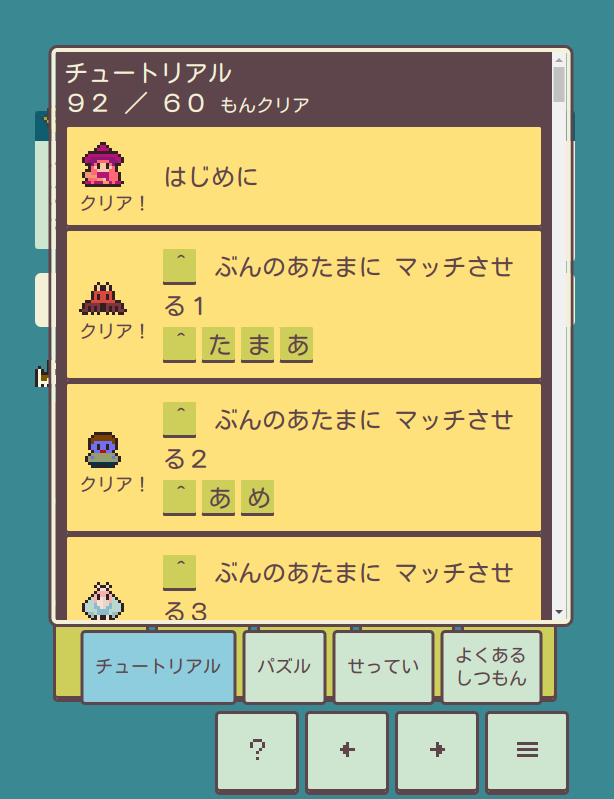 チュートリアル
９２ ／ ６０ もんクリア
はじめに
クリア！
＾ ぶんのあたまに マッチさせ
る１
＾ た ま あ
クリア！
＾ ぶんのあたまに マッチさせ
る２
＾ あ め
クリア！
＾ ぶんのあたまに マッチさせ
る３
チュートリアル パズル せってい よくある
しつもん
?